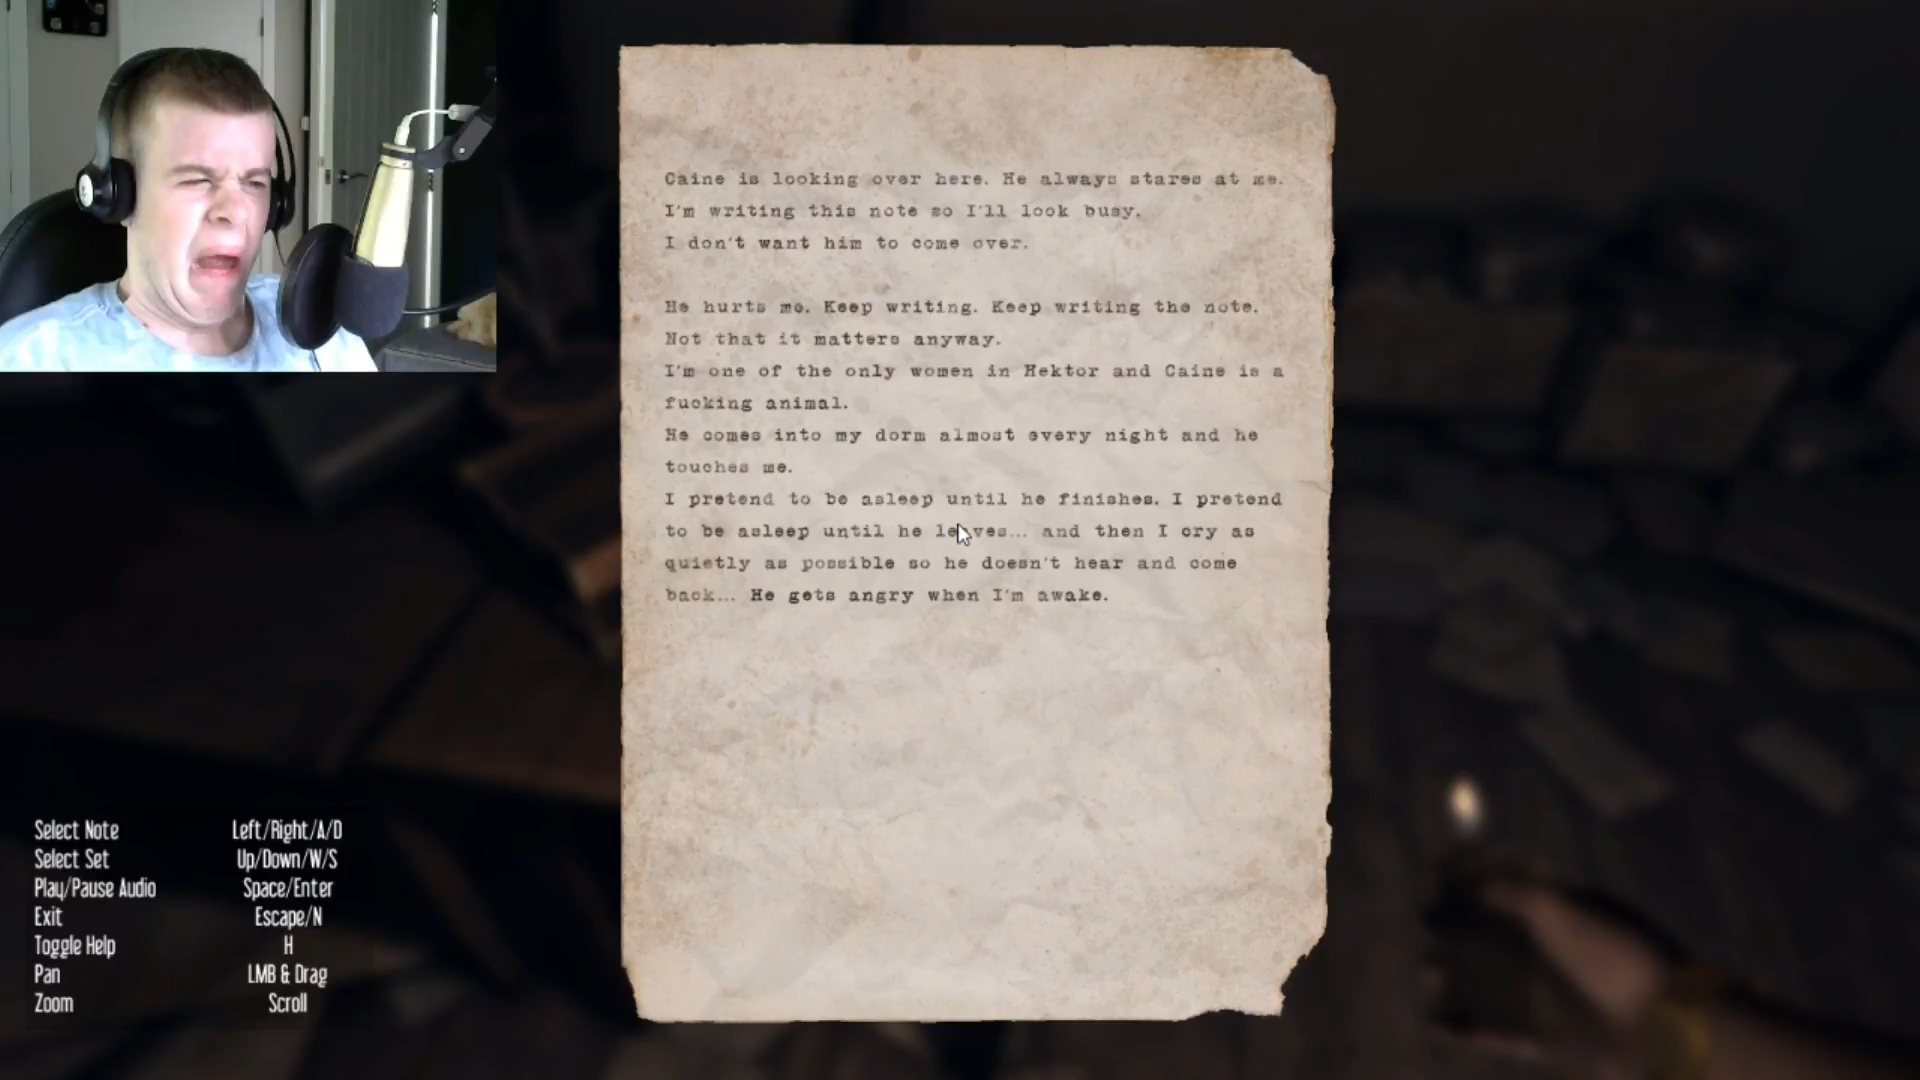 Caine is looking over here. He always stares at me.
I'm writing this note so I'll look busy.
I don't want him to come over.
He hurts me. Keep writing. Keep writing the note.
Not that it matters anyway.
I'm one of the only women in Hektor and Caine is a
fucking animal.
He comes into my dorm almost every night and he
touches me.
I pretend to be asleep until he finishes. I pretend
to be asleep until he leaves... and then I cry as
quietly as possible so he doesn't hear and come
back... He gets angry when I'm awake.
Select Note Left/Right/A/D
Select Set Up/Down/W/S
Play/Pause Audio Space/Enter
Exit Escape/N
Toggle Help H
Pan LMB & Drag
Zoom Scroll